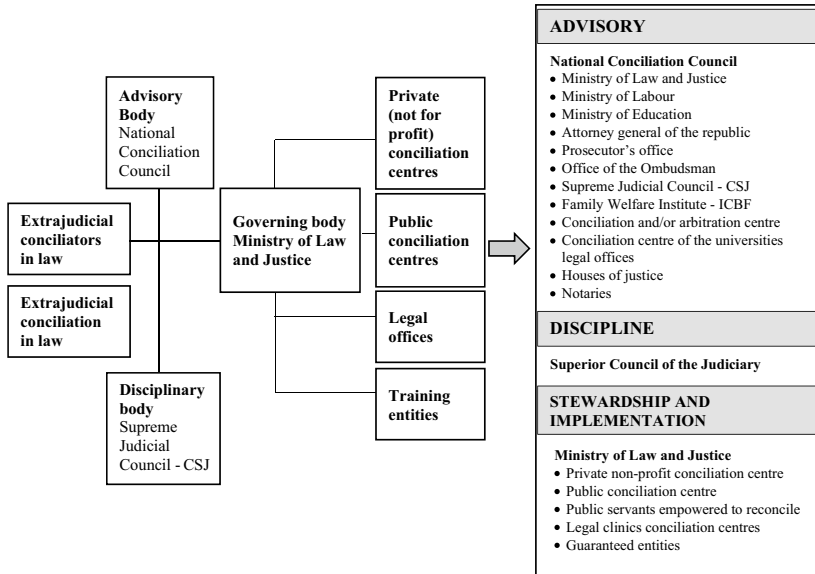 Advisory
Body
National
Conciliation
Council
Extrajudicial
conciliators
in law
Extrajudicial
conciliation
in law
Disciplinary
body
Supreme
Judicial
Council - CSJ
Governing body
Ministry of Law
and Justice
Private
(not for
profit)
conciliation
centres
Public
conciliation
centres
Legal
offices
Training
entities
ADVISORY
National Conciliation Council
• Ministry of Law and Justice
• Ministry of Labour
• Ministry of Education
• Attorney general of the republic
• Prosecutor's office
• Office of the Ombudsman
• Supreme Judicial Council - CSJ
• Family Welfare Institute - ICBF
• Conciliation and/or arbitration centre
• Conciliation centre of the universities
legal offices
• Houses of justice
• Notaries
DISCIPLINE
Superior Council of the Judiciary
STEWARDSHIP AND
IMPLEMENTATION
Ministry of Law and Justice
• Private non-profit conciliation centre
• Public conciliation centre
• Public servants empowered to reconcile
• Legal clinics conciliation centres
• Guaranteed entities